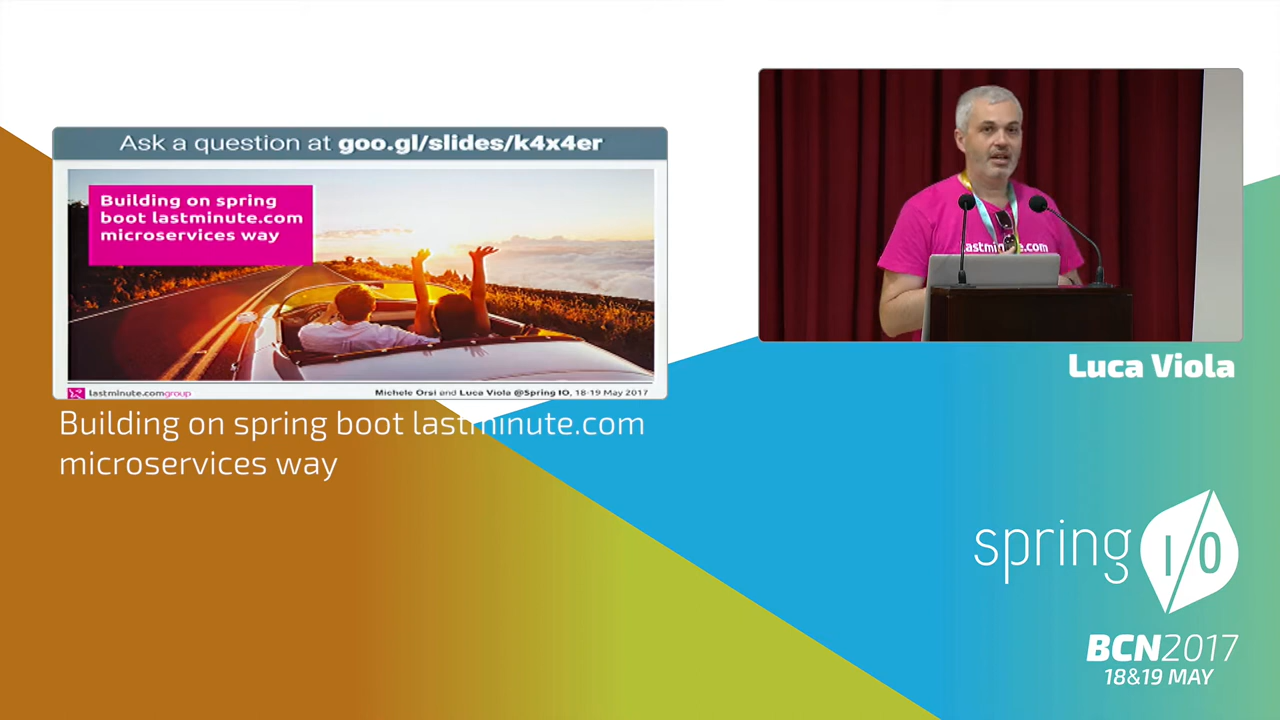 Ask a question at goo.gl/slides/k4x4er
Building on spring
boot lastminute.com
microservices way
lastminute.comgroup
Michele Orsi and Luca Viola @Spring IO, 18-19 May 2017
Building on spring boot lastminute.com
microservices way
lastminute.com
Luca Viola
spring I/O
BCN2017
18&19 MAY